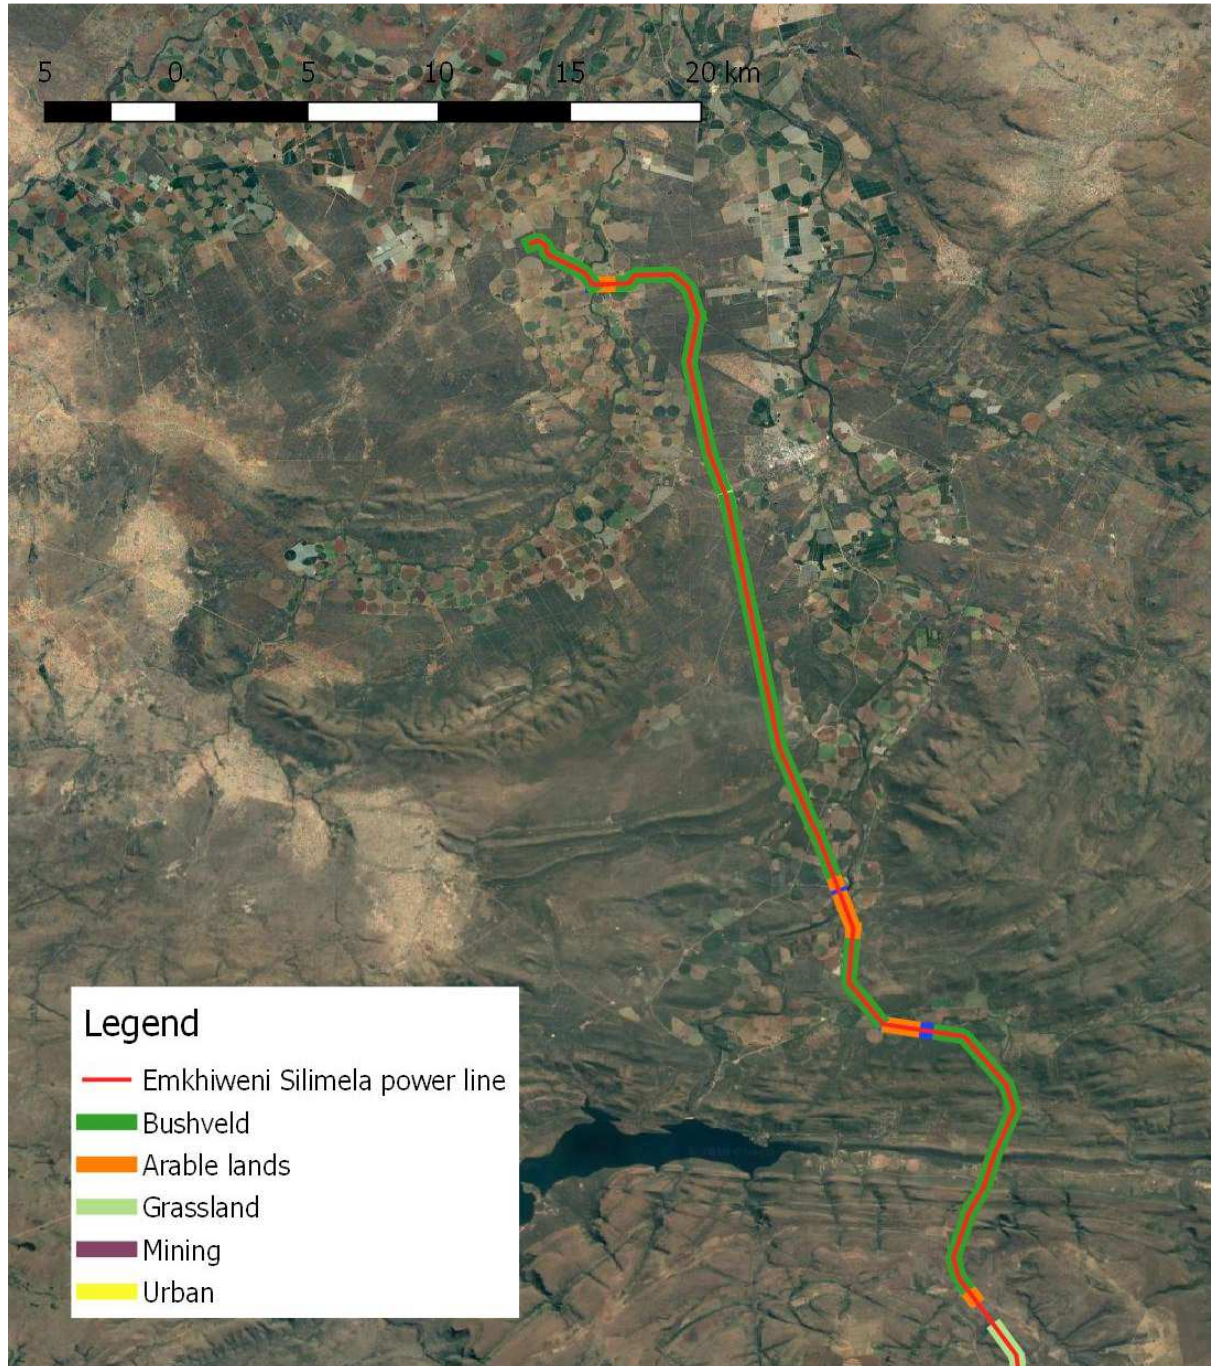 5 0 5 10 15 20 km
Legend
Emkhiweni Silimela power line
Bushveld
Arable lands
Grassland
Mining
Urban